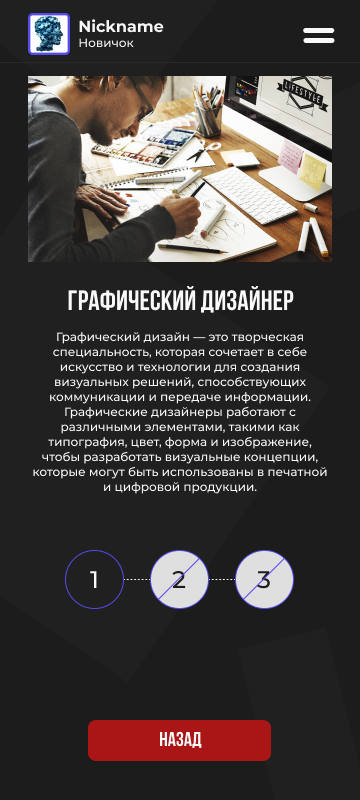 Nickname
Новичок
LIFESTYLE
ГРАФИЧЕСКИЙ ДИЗАЙНЕР
Графический дизайн — это творческая
специальность, которая сочетает в себе
искусство и технологии для создания
визуальных решений, способствующих
коммуникации и передаче информации.
Графические дизайнеры работают с
различными элементами, такими как
типография, цвет, форма и изображение,
чтобы разработать визуальные концепции,
которые могут быть использованы в печатной
и цифровой продукции.
1 2 3
НАЗАД